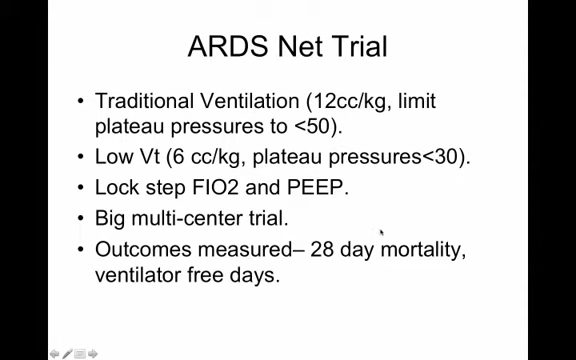 ARDS Net Trial
• Traditional Ventilation (12cc/kg, limit
plateau pressures to <50).
• Low Vt (6 cc/kg, plateau pressures<30).
• Lock step FIO2 and PEEP.
• Big multi-center trial.
• Outcomes measured– 28 day mortality,
ventilator free days.